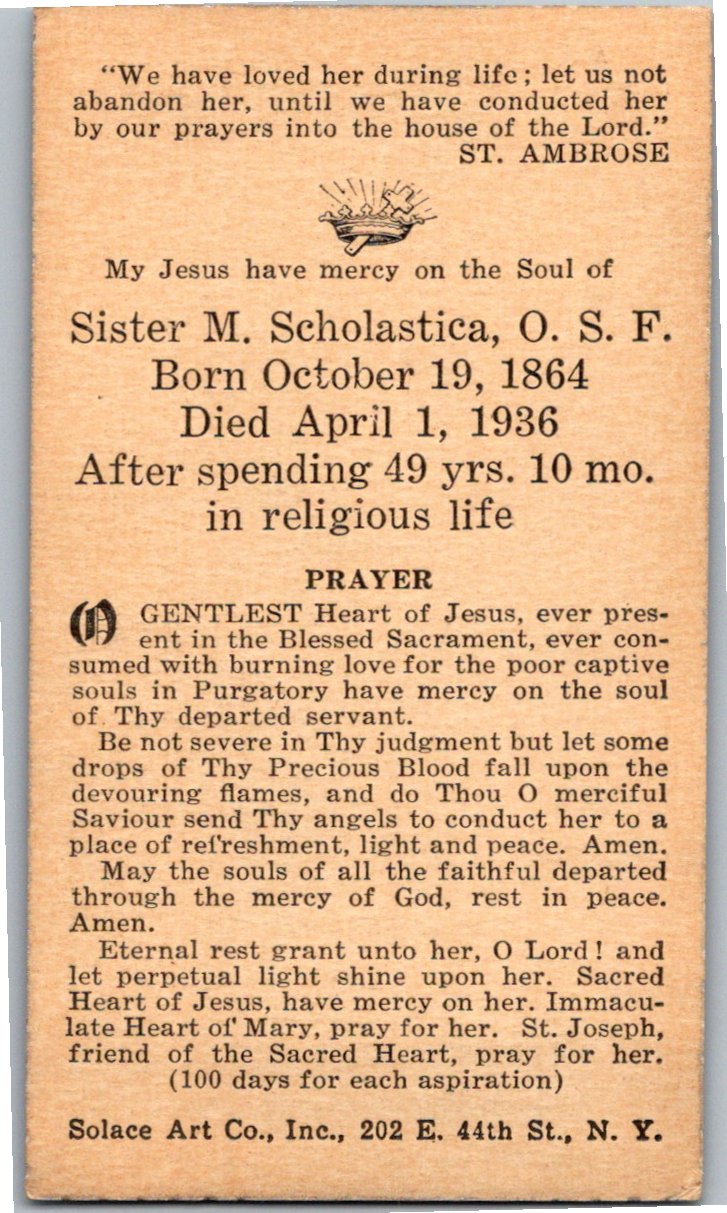 "We have loved her during life; let us not
abandon her, until we have conducted her
by our prayers into the house of the Lord."
ST. AMBROSE
My Jesus have mercy on the Soul of
Sister M. Scholastica, O. S. F.
Born October 19, 1864
Died April 1, 1936
After spending 49 yrs. 10 mo.
in religious life
PRAYER
O GENTLEST Heart of Jesus, ever pres-
ent in the Blessed Sacrament, ever con-
sumed with burning love for the poor captive
souls in Purgatory have mercy on the soul
of Thy departed servant.
Be not severe in Thy judgment but let some
drops of Thy Precious Blood fall upon the
devouring flames, and do Thou O merciful
Saviour send Thy angels to conduct her to a
place of refreshment, light and peace. Amen.
May the souls of all the faithful departed
through the mercy of God, rest in peace.
Amen.
Eternal rest grant unto her, O Lord! and
let perpetual light shine upon her. Sacred
Heart of Jesus, have mercy on her. Immacu-
late Heart of Mary, pray for her. St. Joseph,
friend of the Sacred Heart, pray for her.
(100 days for each aspiration)
Solace Art Co., Inc., 202 E. 44th St., N. Y.